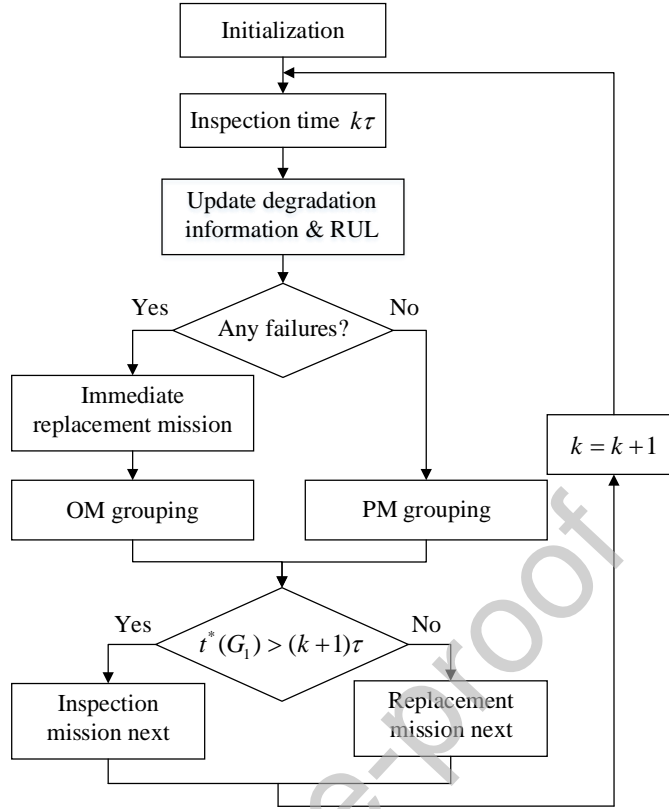 Initialization
Inspection time kτ
Update degradation
information & RUL
Yes
Any failures?
No
Immediate
replacement mission
k = k +1
OM grouping
PM grouping
Yes
t*(G₁) > (k +1)τ
No
Inspection
mission next
Replacement
mission next
e-proof